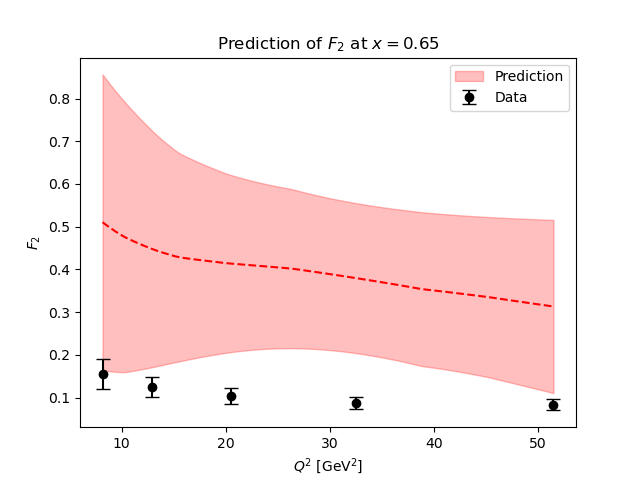 Prediction of $F_2$ at $x = 0.65$
Prediction
Data
0.8
0.7
0.6
0.5
0.4
0.3
0.2
0.1
$F_2$
10
20
30
40
50
$Q^2$ [GeV$^2$]